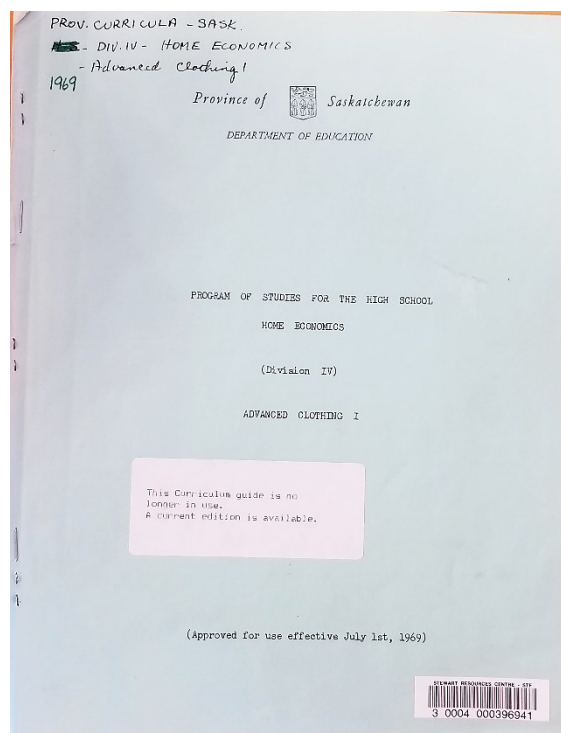 PROV. CURRICULA - SASK.
- DIV. IV - HOME ECONOMICS
- Advanced Clothing I
1969
Province of Saskatchewan
DEPARTMENT OF EDUCATION
PROGRAM OF STUDIES FOR THE HIGH SCHOOL
HOME ECONOMICS
(Division IV)
ADVANCED CLOTHING I
This Curriculum guide is no
longer in use.
A current edition is available.
(Approved for use effective July 1st, 1969)
STEWART RESOURCES CENTRE - STF
3 0004 000396941